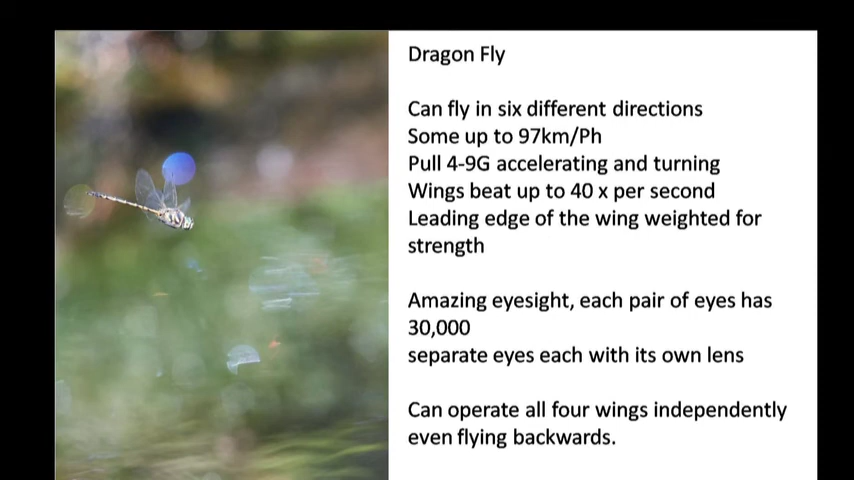 Dragon Fly
Can fly in six different directions
Some up to 97km/Ph
Pull 4-9G accelerating and turning
Wings beat up to 40 x per second
Leading edge of the wing weighted for
strength
Amazing eyesight, each pair of eyes has
30,000
separate eyes each with its own lens
Can operate all four wings independently
even flying backwards.